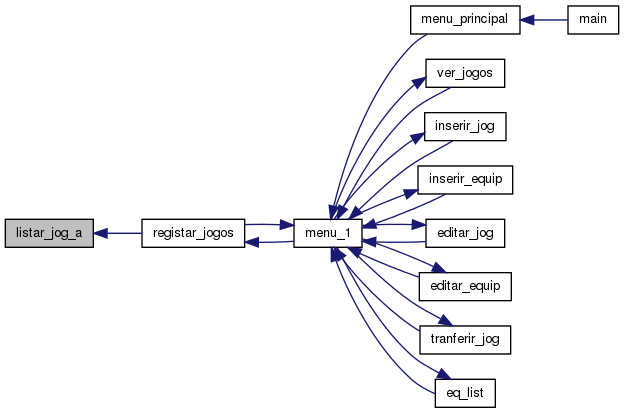 menu_principal
main
ver_jogos
inserir_jog
inserir_equip
listar_jog_a
registar_jogos
menu_1
editar_jog
editar_equip
tranferir_jog
eq_list